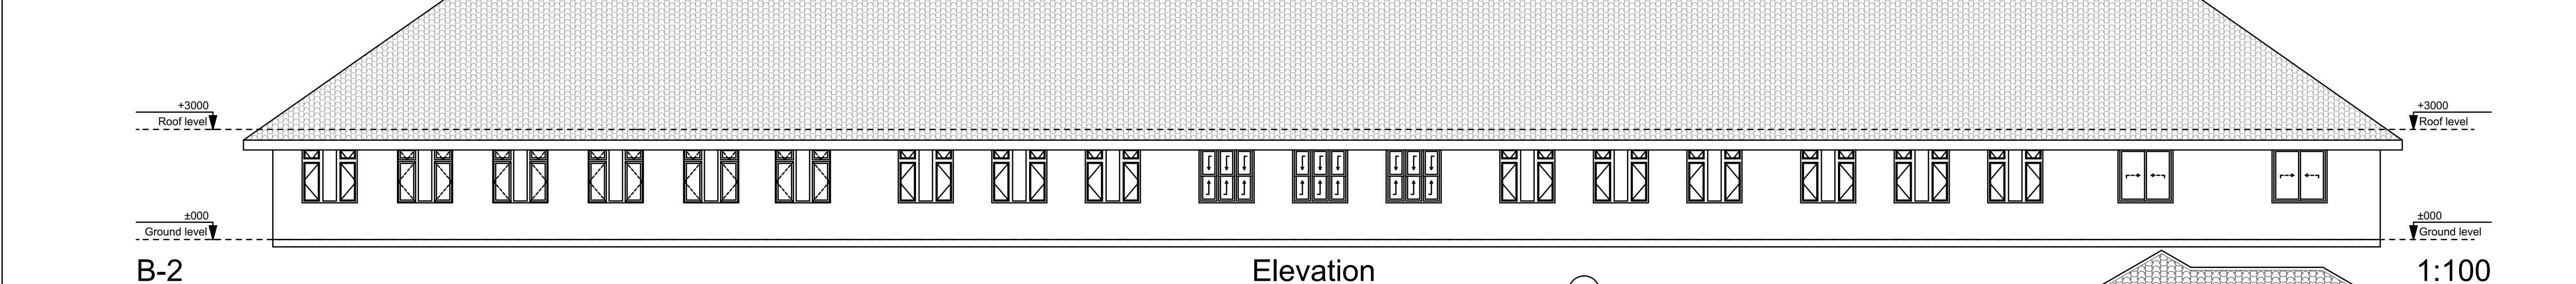 +3000
Roof level
+3000
Roof level
±000
Ground level
±000
Ground level
B-2
Elevation
1:100